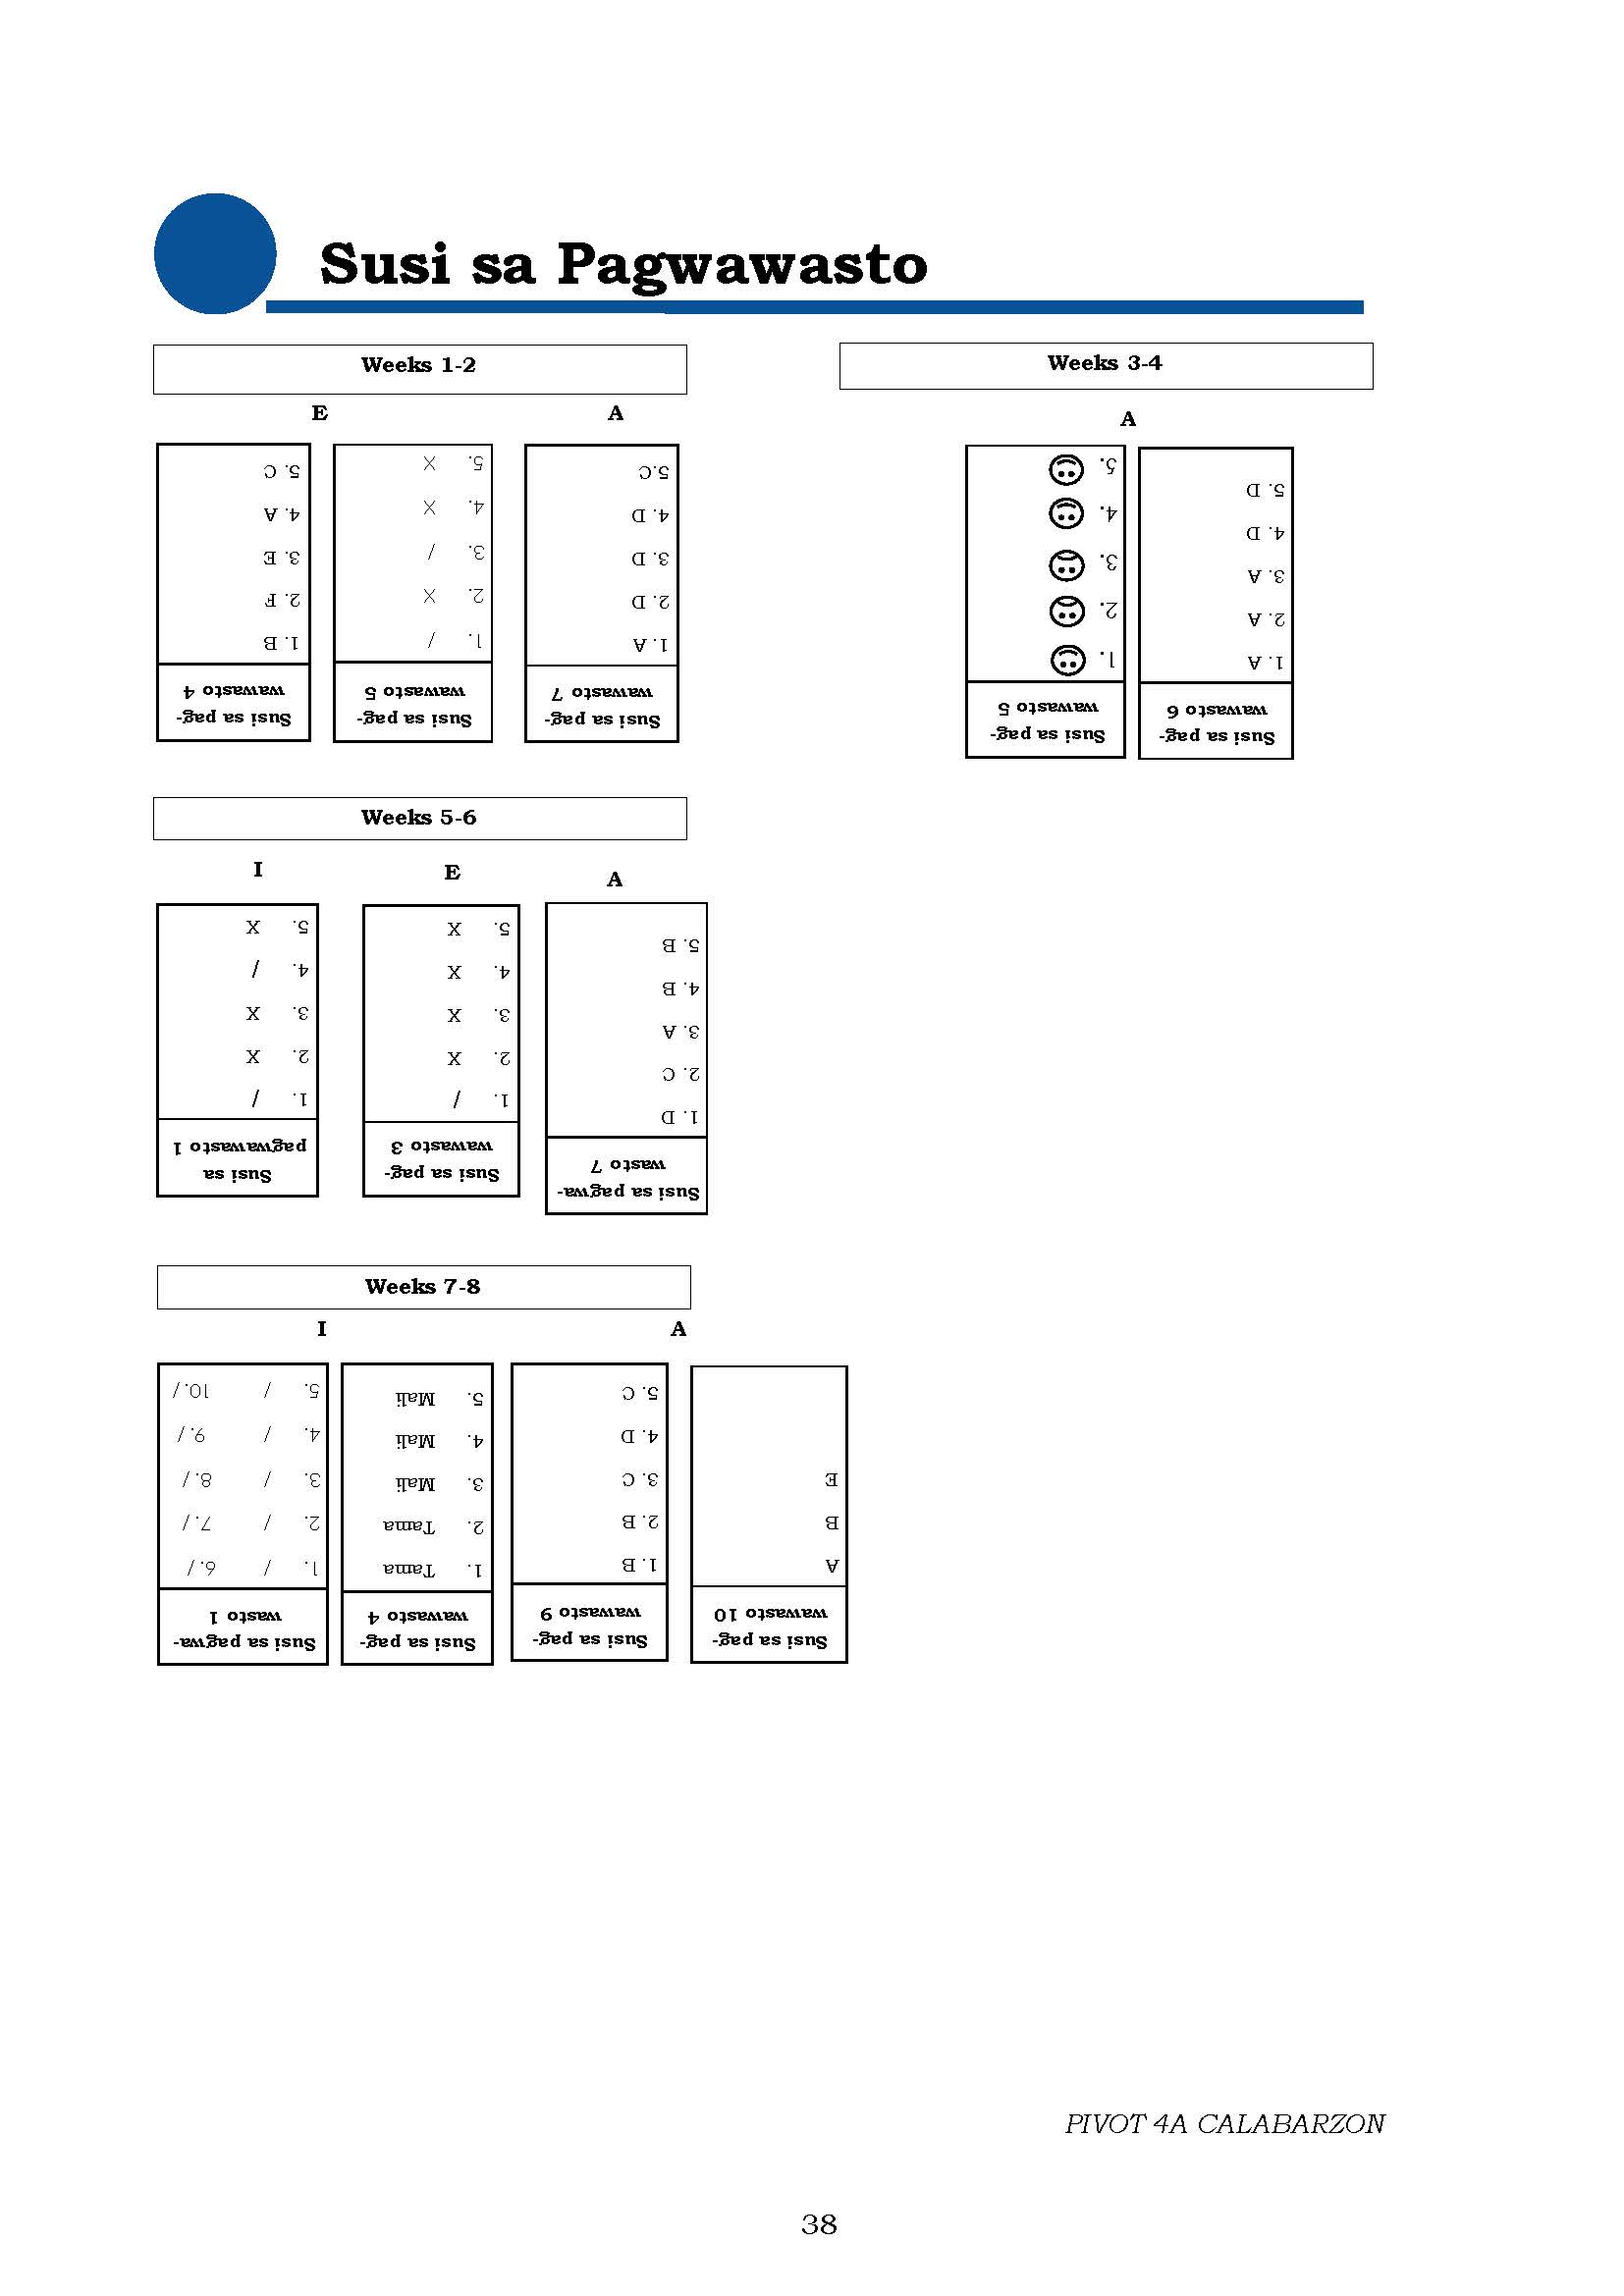 Susi sa Pagwawasto
Weeks 1-2
E
A
Susi sa pag-
wawasto 4
1. B
2. F
3. E
4. A
5. C
Susi sa pag-
wawasto 5
1. /
2. X
3. /
4. X
5. X
Susi sa pag-
wawasto 7
1. A
2. D
3. D
4. D
5.C
Weeks 3-4
A
Susi sa pag-
wawasto 5
1.
2.
3.
4.
5.
Susi sa pag-
wawasto 6
1. A
2. A
3. A
4. D
5. D
Weeks 5-6
I
E
A
Susi sa
pagwawasto 1
1. /
2. X
3. X
4. /
5. X
Susi sa pag-
wawasto 3
1. /
2. X
3. X
4. X
5. X
Susi sa pagwa-
wasto 7
1. D
2. C
3. A
4. B
5. B
Weeks 7-8
I
A
Susi sa pagwa-
wasto 1
1. / 6. /
2. / 7. /
3. / 8. /
4. / 9. /
5. / 10. /
Susi sa pag-
wawasto 4
1. Tama
2. Tama
3. Mali
4. Mali
5. Mali
Susi sa pag-
wawasto 9
1. B
2. B
3. C
4. D
5. C
Susi sa pag-
wawasto 10
A
B
E
PIVOT 4A CALABARZON
38